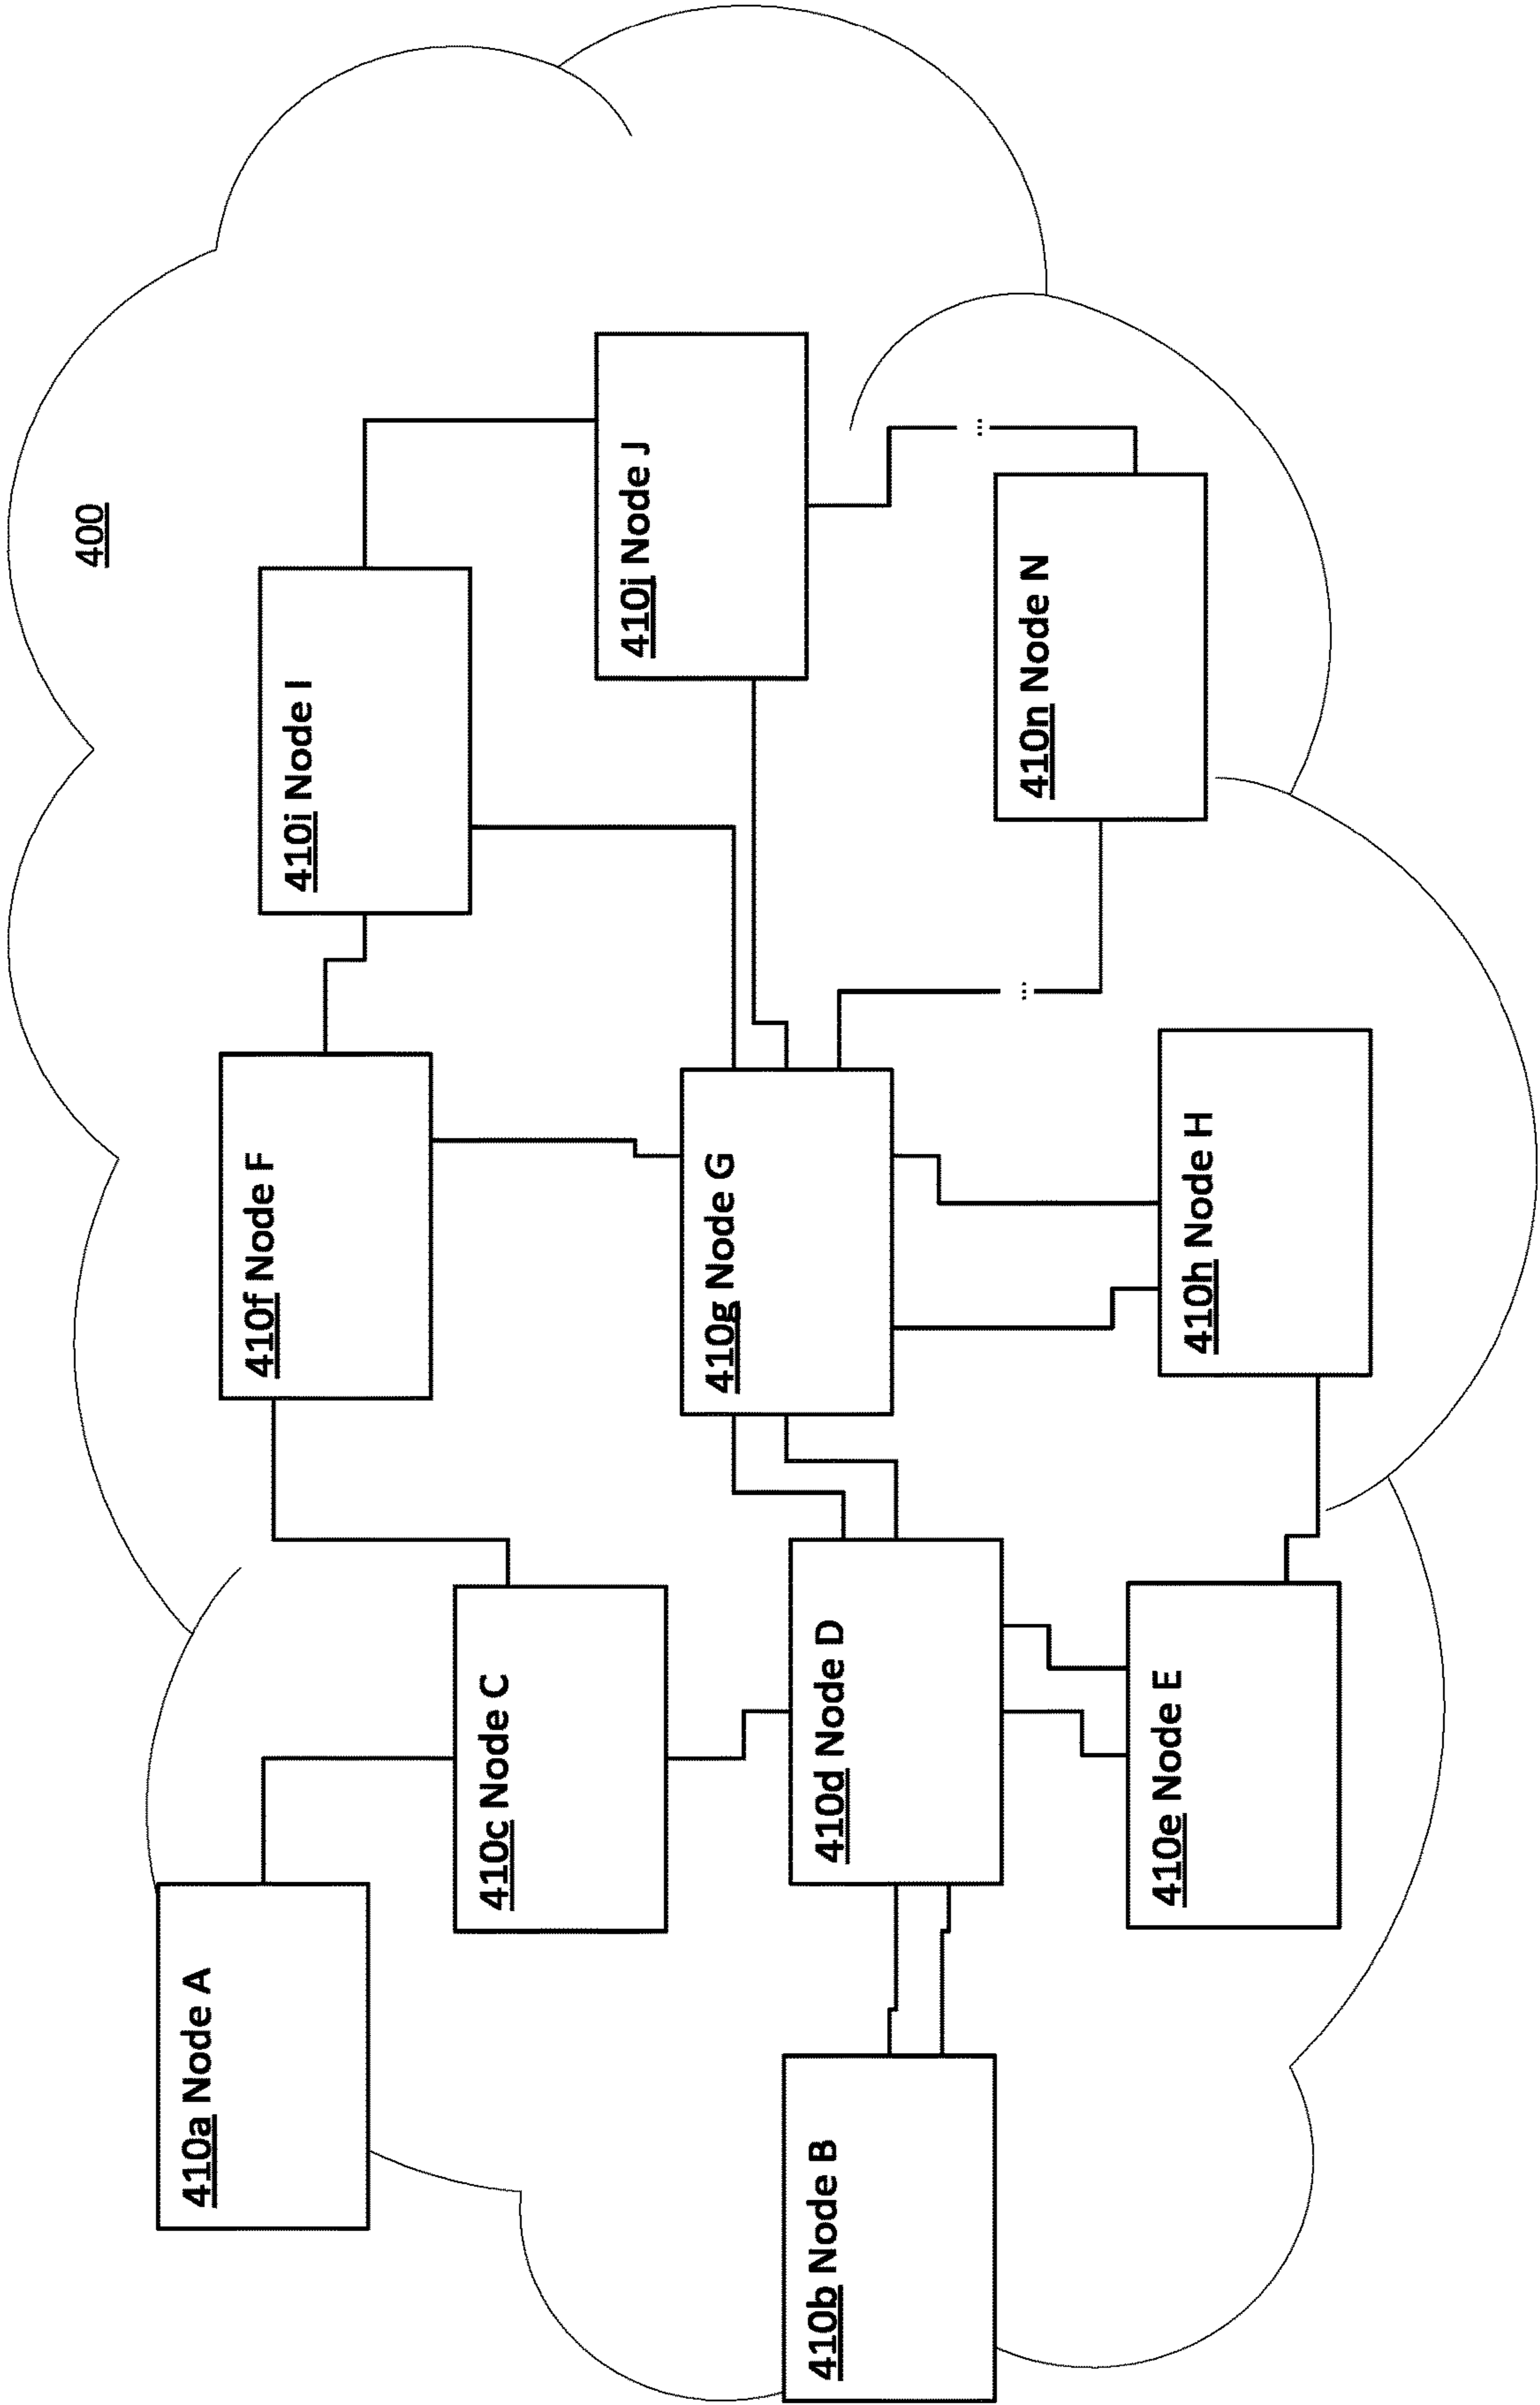 400
410a Node A
410b Node B
410c Node C
410d Node D
410e Node E
410f Node F
410g Node G
410h Node H
410i Node I
410j Node J
410n Node N
...
...